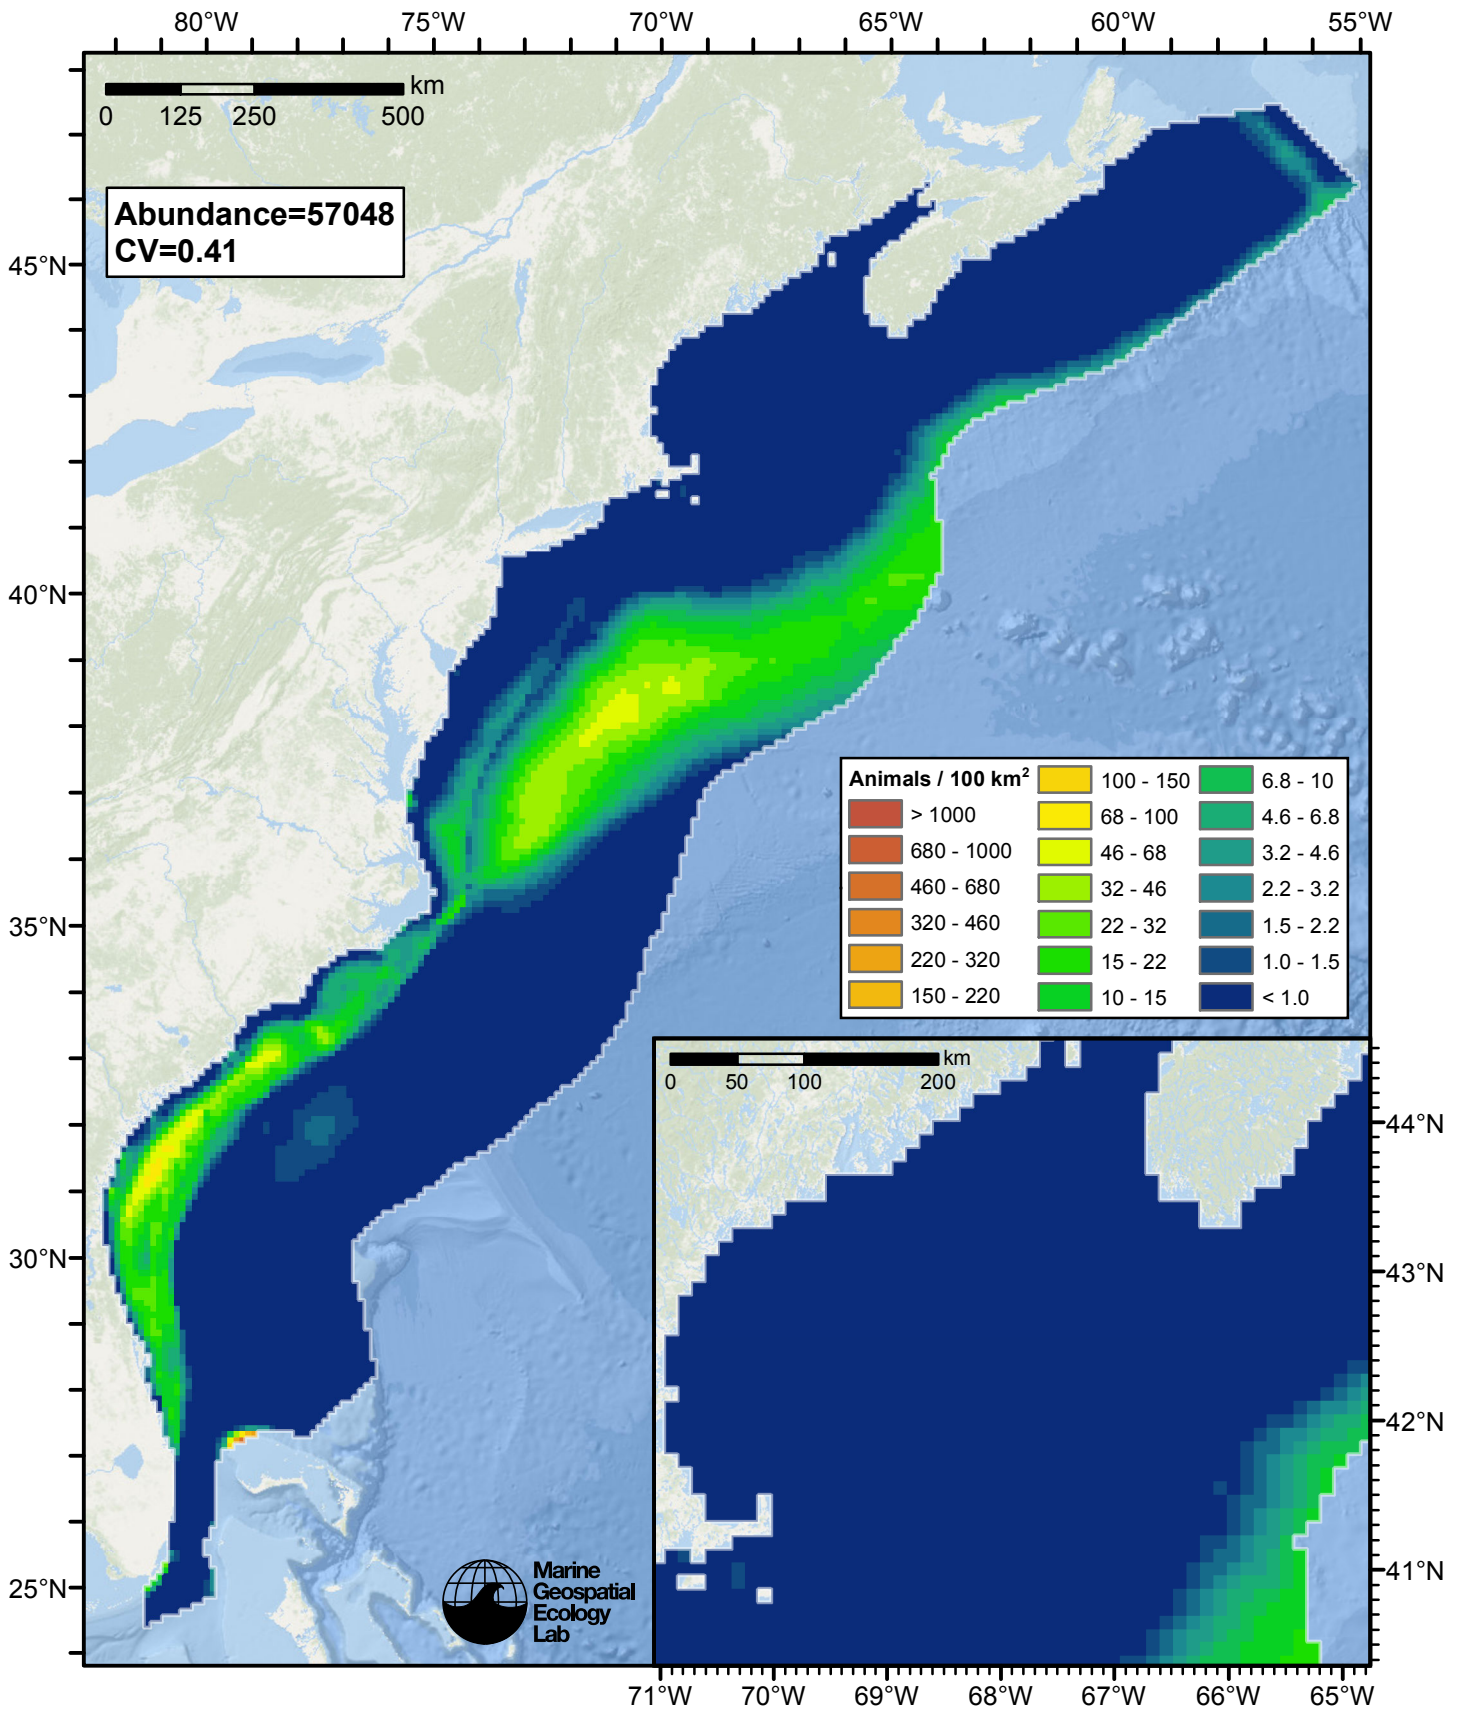 80°W 75°W 70°W 65°W 60°W 55°W
km
0 125 250 500
Abundance=57048
CV=0.41
45°N
40°N
35°N
30°N
25°N
Animals / 100 km²
> 1000
680 - 1000
460 - 680
320 - 460
220 - 320
150 - 220
100 - 150
68 - 100
46 - 68
32 - 46
22 - 32
15 - 22
10 - 15
6.8 - 10
4.6 - 6.8
3.2 - 4.6
2.2 - 3.2
1.5 - 2.2
1.0 - 1.5
< 1.0
km
0 50 100 200
44°N
43°N
42°N
41°N
Marine
Geospatial
Ecology
Lab
71°W 70°W 69°W 68°W 67°W 66°W 65°W